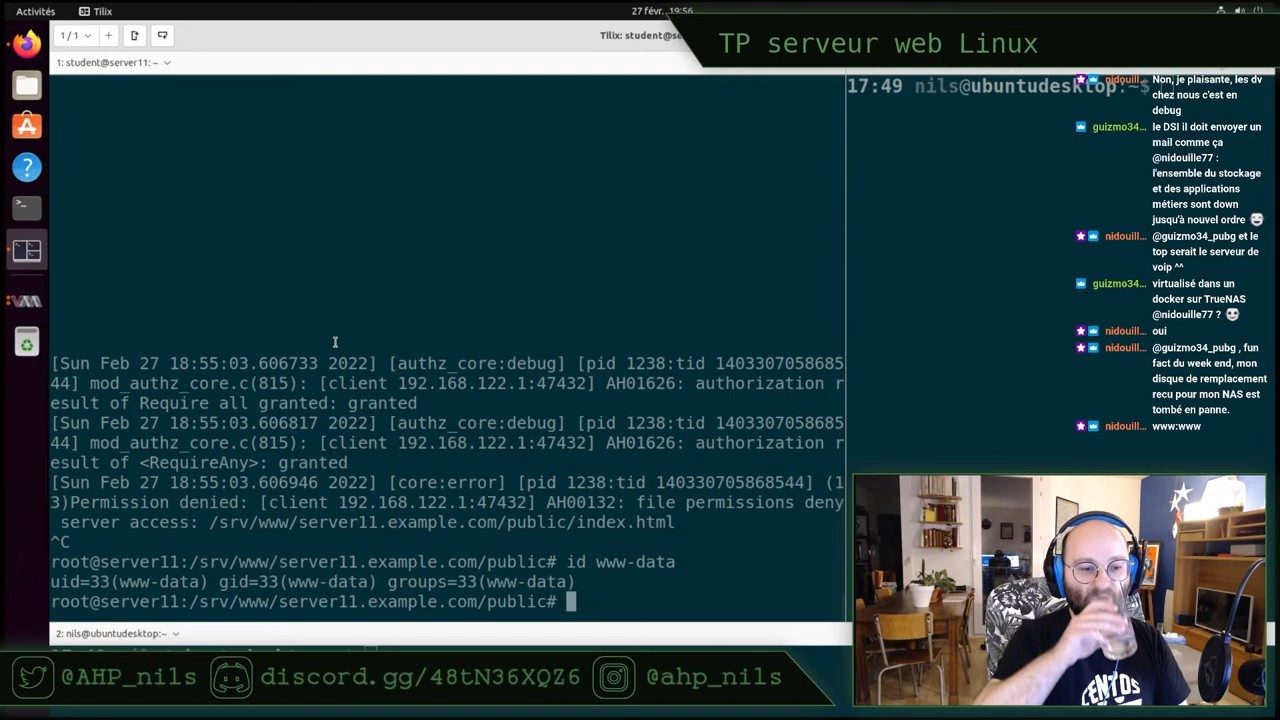 Activités
Tilix
27 févr. 19:56
1 / 1
Tilix: student@se
TP serveur web Linux
1: student@server11: ~
17:49 nils@ubuntudesktop:~$
nidouill... Non, je plaisante, les dv
chez nous c'est en
debug
guizmo34... le DSI il doit envoyer un
mail comme ça
@nidouille77 :
l'ensemble du stockage
et des applications
métiers sont down
jusqu'à nouvel ordre
nidouill... @guizmo34_pubg et le
top serait le serveur de
voip ^^
guizmo34... virtualisé dans un
docker sur TrueNAS
@nidouille77 ?
nidouill... oui
nidouill... @guizmo34_pubg , fun
fact du week end, mon
disque de remplacement
recu pour mon NAS est
tombé en panne.
nidouill... www:www
[Sun Feb 27 18:55:03.606733 2022] [authz_core:debug] [pid 1238:tid 1403307058685
44] mod_authz_core.c(815): [client 192.168.122.1:47432] AH01626: authorization r
esult of Require all granted: granted
[Sun Feb 27 18:55:03.606817 2022] [authz_core:debug] [pid 1238:tid 1403307058685
44] mod_authz_core.c(815): [client 192.168.122.1:47432] AH01626: authorization r
esult of <RequireAny>: granted
[Sun Feb 27 18:55:03.606946 2022] [core:error] [pid 1238:tid 140330705868544] (1
3)Permission denied: [client 192.168.122.1:47432] AH00132: file permissions deny
server access: /srv/www/server11.example.com/public/index.html
^C
root@server11:/srv/www/server11.example.com/public# id www-data
uid=33(www-data) gid=33(www-data) groups=33(www-data)
root@server11:/srv/www/server11.example.com/public#
2: nils@ubuntudesktop:~
@AHP_nils
discord.gg/48tN36XQZ6
@ahp_nils
CENTOS